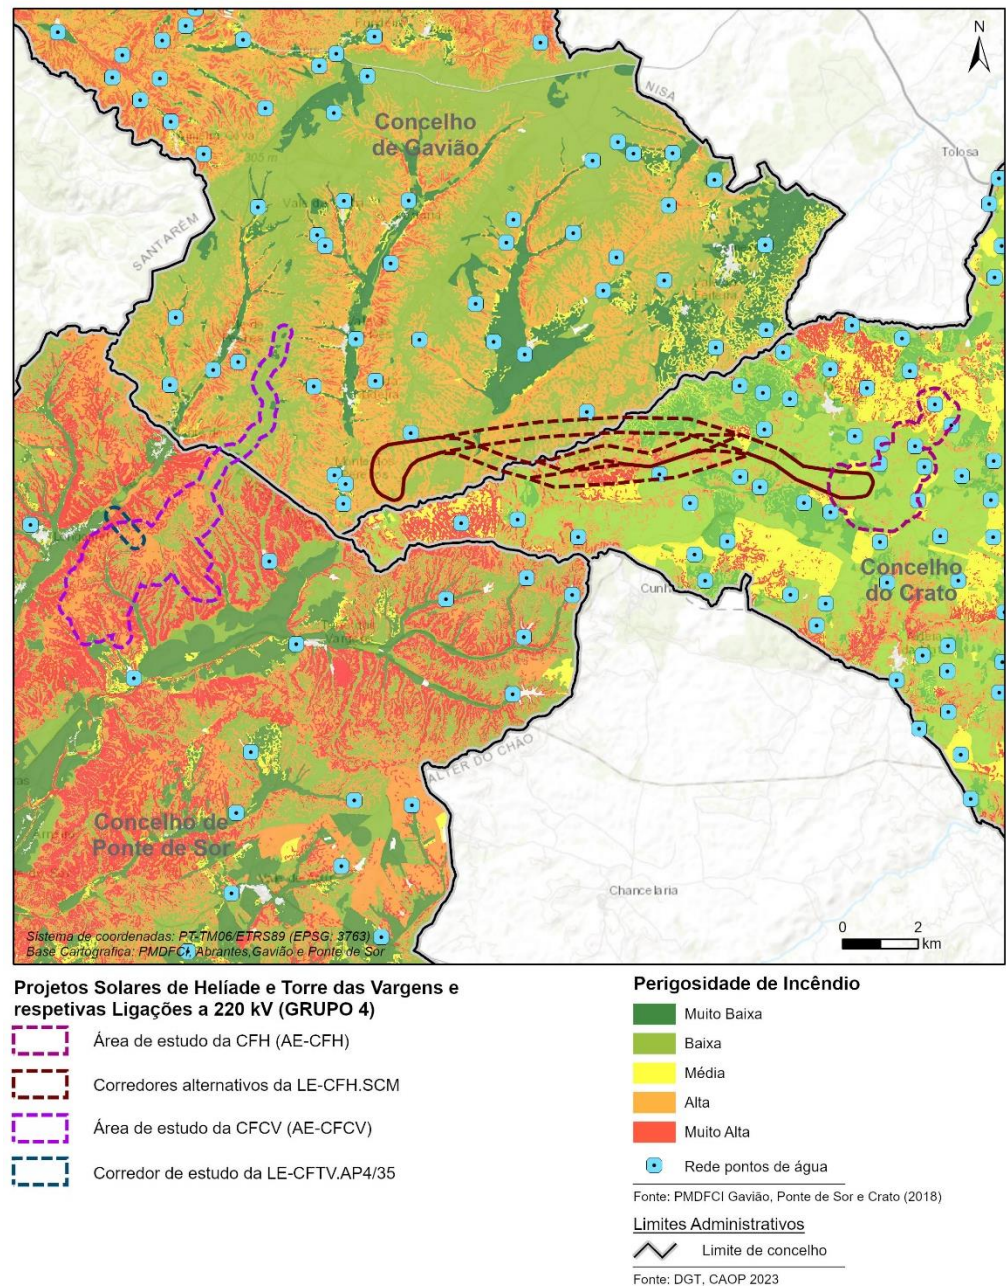 N
NISA
Tolosa
Concelho
de Gavião
305 m
SANTARÉM
Concelho
do Crato
Cunh
ALTER DO CHÃO
Concelho de
Ponte de Sor
Chancelaria
0 2
km
Sistema de coordenadas: PT-TM06/ETRS89 (EPSG: 3763)
Base Cartografica: PMDFCI, Abrantes,Gavião e Ponte de Sor
Projetos Solares de Helíade e Torre das Vargens e
respetivas Ligações a 220 kV (GRUPO 4)
Área de estudo da CFH (AE-CFH)
Corredores alternativos da LE-CFH.SCM
Área de estudo da CFCV (AE-CFCV)
Corredor de estudo da LE-CFTV.AP4/35
Perigosidade de Incêndio
Muito Baixa
Baixa
Média
Alta
Muito Alta
Rede pontos de água
Fonte: PMDFCI Gavião, Ponte de Sor e Crato (2018)
Limites Administrativos
Limite de concelho
Fonte: DGT, CAOP 2023